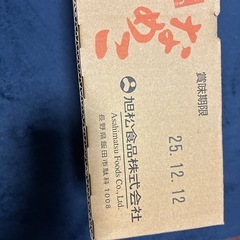 なめこ
賞味期限
25.12.12
旭松食品株式会社
Asahimatsu Foods Co., Ltd.
長野県飯田市駄科1008